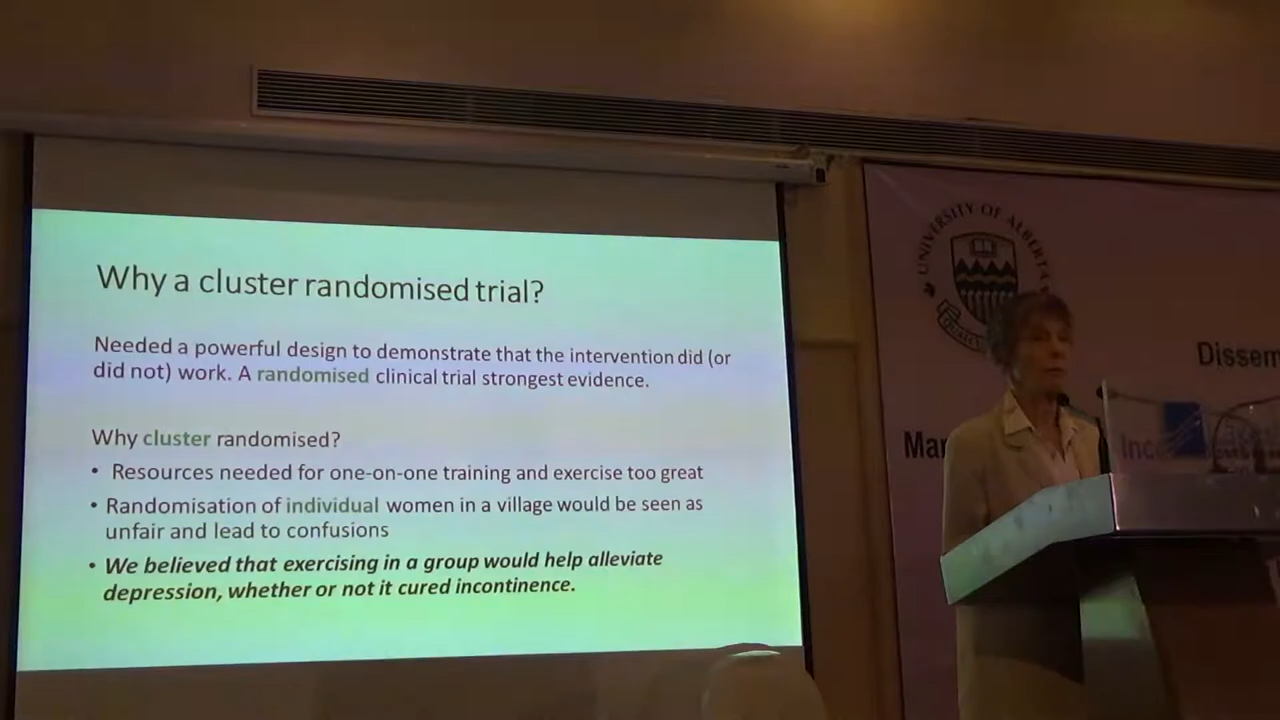 Why a cluster randomised trial?
Needed a powerful design to demonstrate that the intervention did (or
did not) work. A randomised clinical trial strongest evidence.
Why cluster randomised?
• Resources needed for one-on-one training and exercise too great
• Randomisation of individual women in a village would be seen as
unfair and lead to confusions
• We believed that exercising in a group would help alleviate
depression, whether or not it cured incontinence.
UNIVERSITY OF ALBERTA
Dissem
Man
Inco